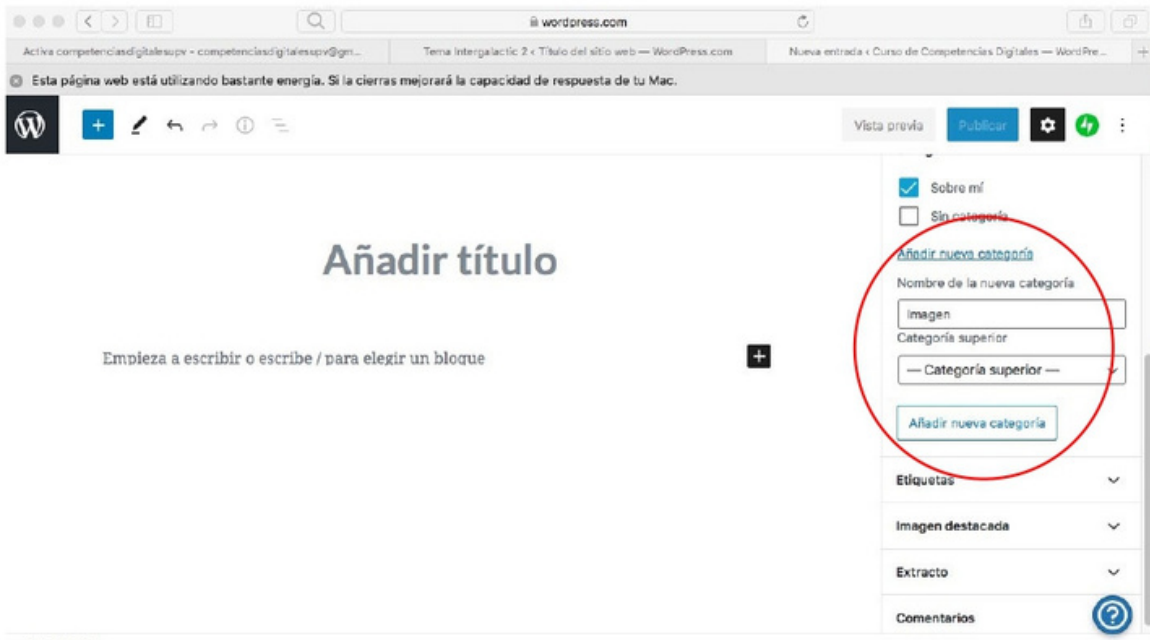 wordpress.com
Activa competenciasdigitalesupv - competenciasdigitalesupv@gm...
Tema Intergalactic 2 ‹ Título del sitio web — WordPress.com
Nueva entrada ‹ Curso de Competencias Digitales — WordPre...
Esta página web está utilizando bastante energía. Si la cierras mejorará la capacidad de respuesta de tu Mac.
Vista previa
Publicar
Sobre mí
Sin categoría
Añadir título
Añadir nueva categoría
Nombre de la nueva categoría
Imagen
Categoría superior
Empieza a escribir o escribe / para elegir un bloque
— Categoría superior —
Añadir nueva categoría
Etiquetas
Imagen destacada
Extracto
Comentarios